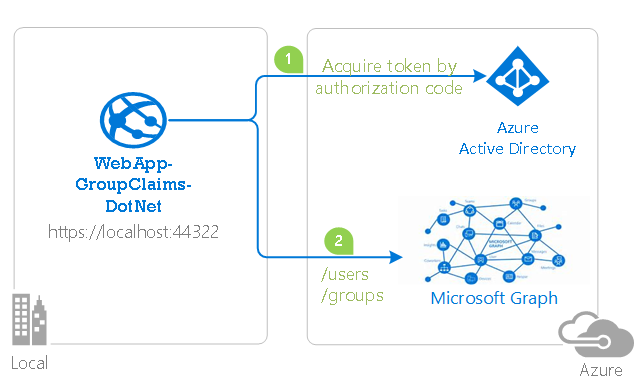 1
Acquire token by
authorization code
Azure
Active Directory
WebApp-
GroupClaims-
DotNet
https://localhost:44322
2
/users
/groups
MICROSOFT
GRAPH
Microsoft Graph
Local
Azure